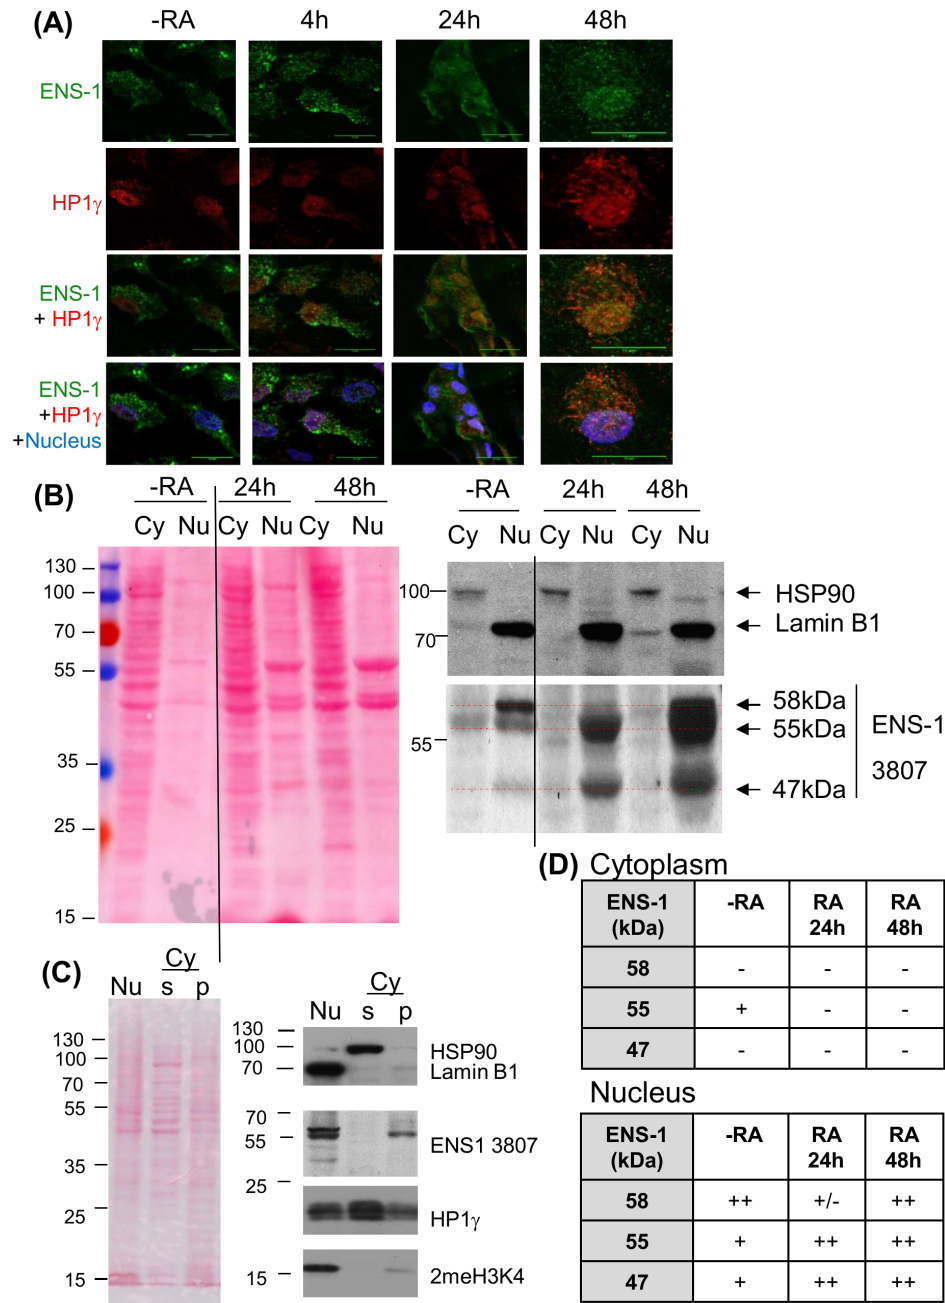 (A)
-RA 4h 24h 48h
ENS-1
HP1γ
ENS-1
+ HP1γ
ENS-1
+HP1γ
+Nucleus
(B)
-RA 24h 48h
Cy Nu Cy Nu Cy Nu
130
100
70
55
35
25
15
-RA 24h 48h
Cy Nu Cy Nu Cy Nu
100
70
HSP90
Lamin B1
55
58kDa
55kDa
47kDa
ENS-1
3807
(C)
Cy
Nu s p
130
100
70
55
35
25
15
Cy
Nu s p
130
100
70
HSP90
Lamin B1
70
55
ENS1 3807
25
HP1γ
15
2meH3K4
(D) Cytoplasm
ENS-1 (kDa) -RA RA 24h RA 48h
58 - - -
55 + - -
47 - - -
Nucleus
ENS-1 (kDa) -RA RA 24h RA 48h
58 ++ +/- ++
55 + ++ ++
47 + ++ ++